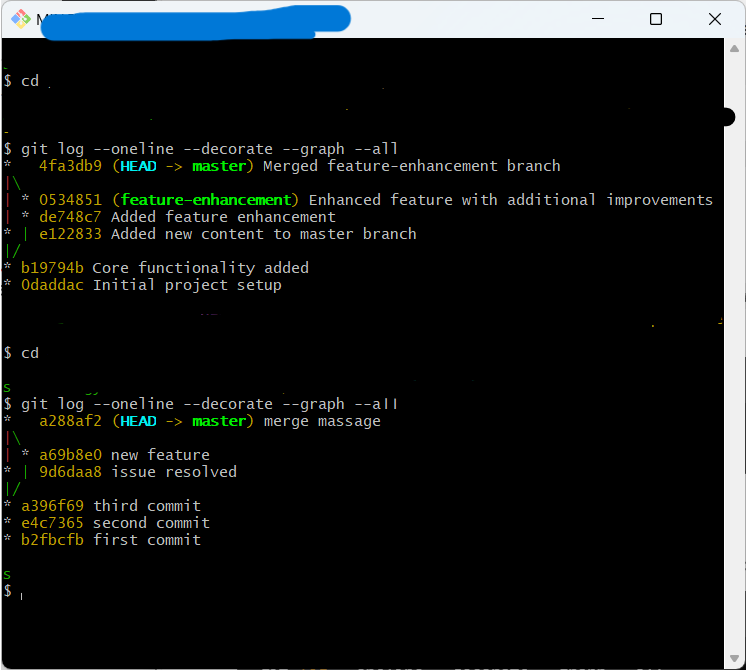 $ cd
$ git log --oneline --decorate --graph --all
*   4fa3db9 (HEAD -> master) Merged feature-enhancement branch
|\
| * 0534851 (feature-enhancement) Enhanced feature with additional improvements
| * de748c7 Added feature enhancement
* | e122833 Added new content to master branch
|/
* b19794b Core functionality added
* 0daddac Initial project setup
$ cd
s
$ git log --oneline --decorate --graph --all
*   a288af2 (HEAD -> master) merge massage
|\
| * a69b8e0 new feature
* | 9d6daa8 issue resolved
|/
* a396f69 third commit
* e4c7365 second commit
* b2fbcfb first commit
s
$